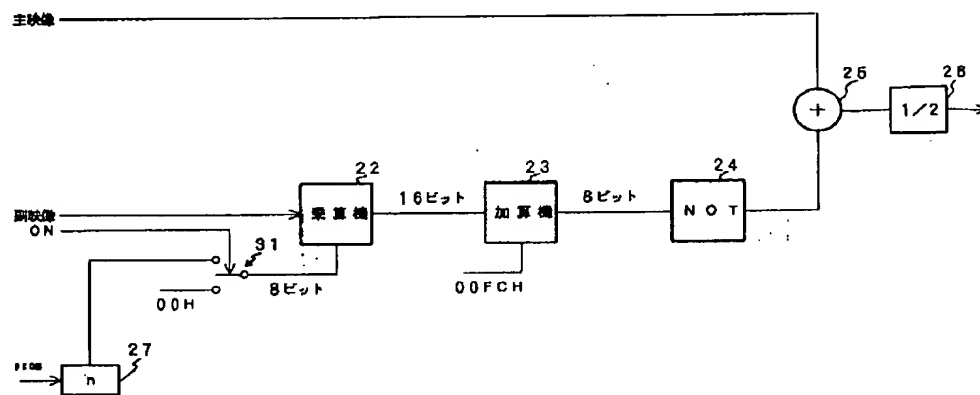 主映像
25
26
+
1/2
22
23
24
乗算機
16ビット
加算機
8ビット
NOT
副映像
ON
31
8ビット
00H
00FCH
27
n